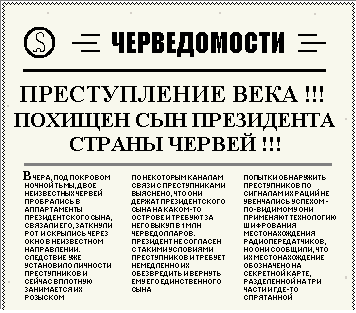 ЧЕРВЕДОМОСТИ
ПРЕСТУПЛЕНИЕ ВЕКА !!!
ПОХИЩЕН СЫН ПРЕЗИДЕНТА
СТРАНЫ ЧЕРВЕЙ !!!
ВЧЕРА, ПОД ПОКРОВОМ
НОЧНОЙ ТЬМЫ, ДВОЕ
НЕИЗВЕСТНЫХ ЧЕРВЕЙ
ПРОБРАЛИСЬ В
АППАРТАМЕНТЫ
ПРЕЗИДЕНТСКОГО СЫНА,
СВЯЗАЛИ ЕГО, ЗАТКНУЛИ
РОТ И СКРЫЛИСЬ ЧЕРЕЗ
ОКНО В НЕИЗВЕСТНОМ
НАПРАВЛЕНИИ.
СЛЕДСТВИЕ УЖЕ
УСТАНОВИЛО ЛИЧНОСТИ
ПРЕСТУПНИКОВ И
СЕЙЧАС ВПЛОТНУЮ
ЗАНИМАЕТСЯ ИХ
РОЗЫСКОМ
ПО НЕКОТОРЫМ КАНАЛАМ
СВЯЗИ С ПРЕСТУПНИКАМИ
ВЫЯСНЕНО, ЧТО ОНИ
ДЕРЖАТ ПРЕЗИДЕНТСКОГО
СЫНА НА КАКОМ-ТО
ОСТРОВЕ И ТРЕБУЮТ ЗА
НЕГО ВЫКУП В 1 МЛН
ЧЕРВЕДОЛЛАРОВ.
ПРЕЗИДЕНТ НЕ СОГЛАСЕН
С ТАКИМИ УСЛОВИЯМИ
ПРЕСТУПНИКОВ И ТРЕБУЕТ
НЕМЕДЛЕННО ИХ
ОБЕЗВРЕДИТЬ И ВЕРНУТЬ
ЕМУ ЕГО ЕДИНСТВЕННОГО
СЫНА
ПОПЫТКИ ОБНАРУЖИТЬ
ПРЕСТУПНИКОВ ПО
СИГНАЛАМ ИХ РАЦИЙ НЕ
УВЕНЧАЛИСЬ УСПЕХОМ -
ПО-ВИДИМОМУ ОНИ
ПРИМЕНЯЮТ ТЕХНОЛОГИЮ
ШИФРОВАНИЯ
МЕСТОНАХОЖДЕНИЯ
РАДИОПЕРЕДАТЧИКОВ,
НО ОНИ СООБЩИЛИ, ЧТО
ИХ МЕСТОНАХОЖДЕНИЕ
ОБОЗНАЧЕНО НА
СЕКРЕТНОЙ КАРТЕ,
РАЗДЕЛЕННОЙ НА ТРИ
ЧАСТИ И ГДЕ-ТО
СПРЯТАННОЙ